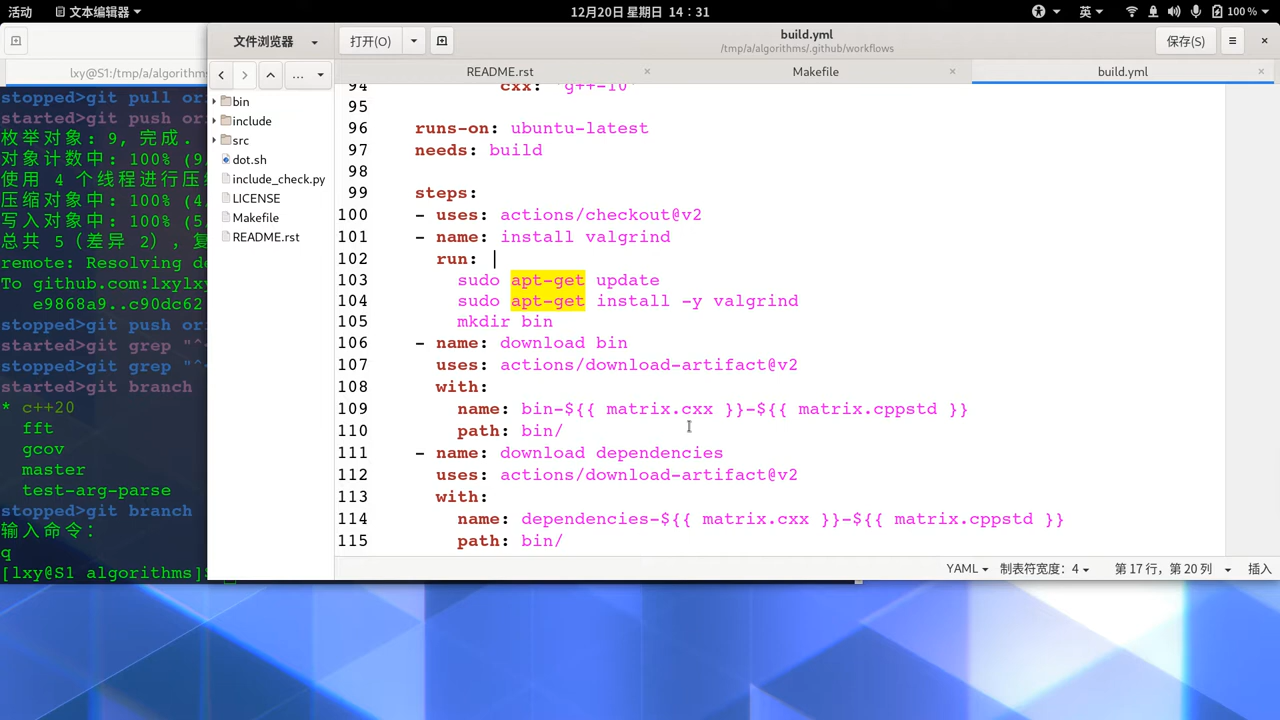 活动
文本编辑器
12月20日 星期日 14：31
英
100 %
文件浏览器
打开(O)
build.yml
/tmp/a/algorithms/.github/workflows
保存(S)
lxy@S1:/tmp/a/algorithms
...
README.rst
Makefile
build.yml
stopped>git pull ori
started>git push ori
枚举对象: 9, 完成.
对象计数中: 100% (9/
使用 4 个线程进行压缩
压缩对象中: 100% (4/
写入对象中: 100% (5/
总共 5（差异 2），复
remote: Resolving de
To github.com:lxylxy
e9868a9..c90dc62
stopped>git push ori
started>git grep "^
stopped>git grep "^
started>git branch
* c++20
fft
gcov
master
test-arg-parse
stopped>git branch
输入命令：
q
[lxy@S1 algorithms]$
bin
include
src
dot.sh
include_check.py
LICENSE
Makefile
README.rst
94 cxx: "g++-10"
95
96 runs-on: ubuntu-latest
97 needs: build
98
99 steps:
100 - uses: actions/checkout@v2
101 - name: install valgrind
102 run: |
103 sudo apt-get update
104 sudo apt-get install -y valgrind
105 mkdir bin
106 - name: download bin
107 uses: actions/download-artifact@v2
108 with:
109 name: bin-${{ matrix.cxx }}-${{ matrix.cppstd }}
110 path: bin/
111 - name: download dependencies
112 uses: actions/download-artifact@v2
113 with:
114 name: dependencies-${{ matrix.cxx }}-${{ matrix.cppstd }}
115 path: bin/
YAML
制表符宽度：4
第 17 行，第 20 列
插入